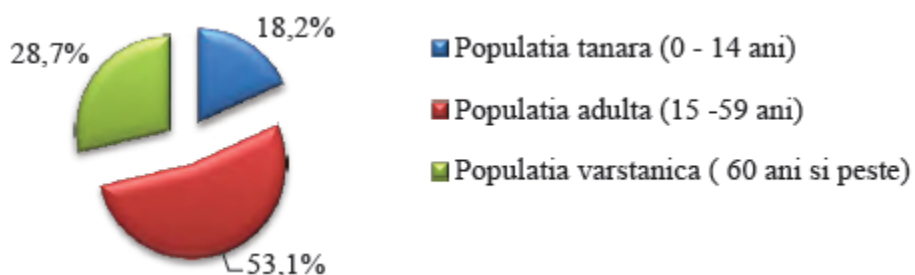 18,2%
28,7%
53,1%
Populatia tanara (0 - 14 ani)
Populatia adulta (15 -59 ani)
Populatia varstanica ( 60 ani si peste)